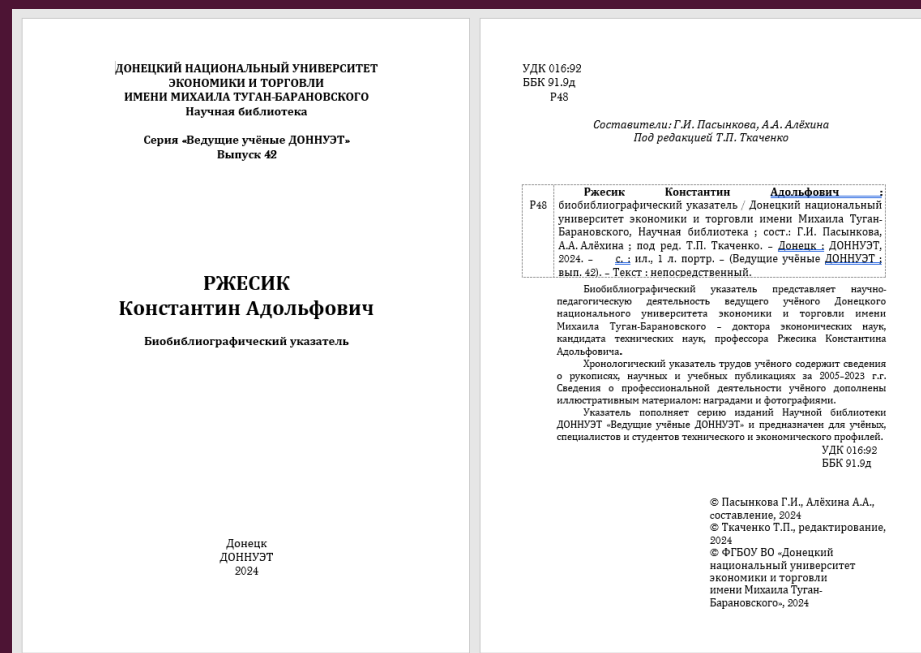 ДОНЕЦКИЙ НАЦИОНАЛЬНЫЙ УНИВЕРСИТЕТ
ЭКОНОМИКИ И ТОРГОВЛИ
ИМЕНИ МИХАИЛА ТУГАН-БАРАНОВСКОГО
Научная библиотека
Серия «Ведущие учёные ДОННУЭТ»
Выпуск 42
РЖЕСИК
Константин Адольфович
Биобиблиографический указатель
Донецк
ДОННУЭТ
2024
УДК 016:92
ББК 91.9д
Р48
Составители: Г.И. Пасынкова, А.А. Алёхина
Под редакцией Т.П. Ткаченко
Ржесик Константин Адольфович :
Р48 биобиблиографический указатель / Донецкий национальный
университет экономики и торговли имени Михаила Туган-
Барановского, Научная библиотека ; сост.: Г.И. Пасынкова,
А.А. Алёхина ; под ред. Т.П. Ткаченко. – Донецк : ДОННУЭТ,
2024. – с. : ил., 1 л. портр. – (Ведущие учёные ДОННУЭТ ;
вып. 42). – Текст : непосредственный.
Биобиблиографический указатель представляет научно-
педагогическую деятельность ведущего учёного Донецкого
национального университета экономики и торговли имени
Михаила Туган-Барановского – доктора экономических наук,
кандидата технических наук, профессора Ржесика Константина
Адольфовича.
Хронологический указатель трудов учёного содержит сведения
о рукописях, научных и учебных публикациях за 2005–2023 г.г.
Сведения о профессиональной деятельности учёного дополнены
иллюстративным материалом: наградами и фотографиями.
Указатель пополняет серию изданий Научной библиотеки
ДОННУЭТ «Ведущие учёные ДОННУЭТ» и предназначен для учёных,
специалистов и студентов технического и экономического профилей.
УДК 016:92
ББК 91.9д
© Пасынкова Г.И., Алёхина А.А.,
составление, 2024
© Ткаченко Т.П., редактирование,
2024
© ФГБОУ ВО «Донецкий
национальный университет
экономики и торговли
имени Михаила Туган-
Барановского», 2024